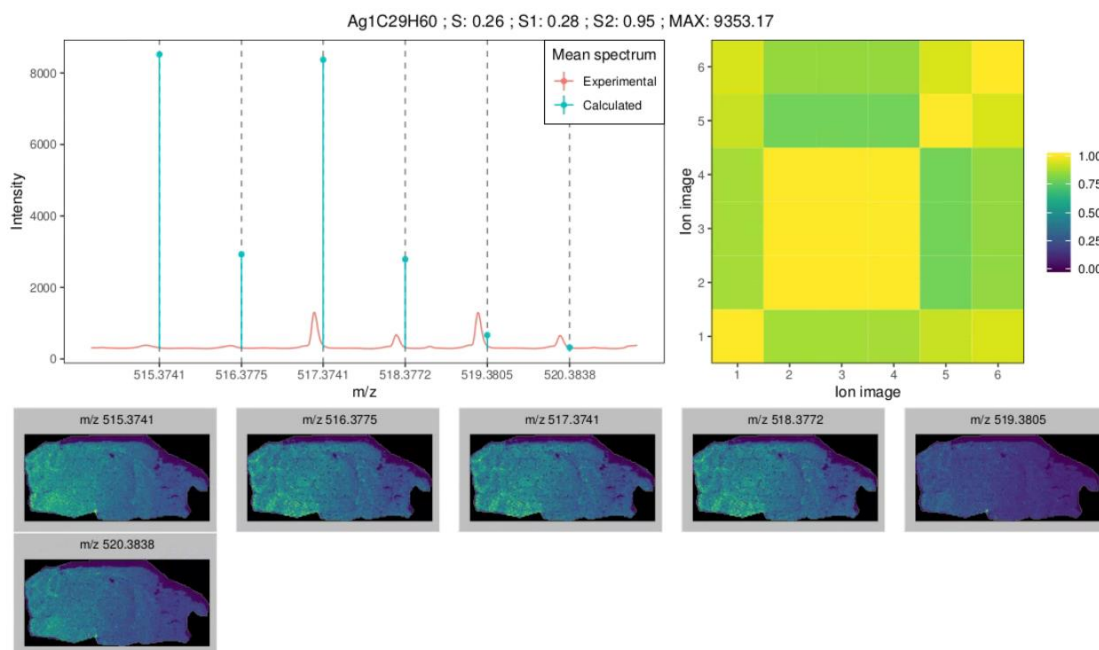 Ag1C29H60 ; S: 0.26 ; S1: 0.28 ; S2: 0.95 ; MAX: 9353.17
Mean spectrum
Experimental
Calculated
8000
6000
4000
2000
0
Intensity
515.3741 516.3775 517.3741 518.3772 519.3805 520.3838
m/z
6
5
4
3
2
1
Ion image
1 2 3 4 5 6
Ion image
1.00
0.75
0.50
0.25
0.00
m/z 515.3741 m/z 516.3775 m/z 517.3741 m/z 518.3772 m/z 519.3805
m/z 520.3838